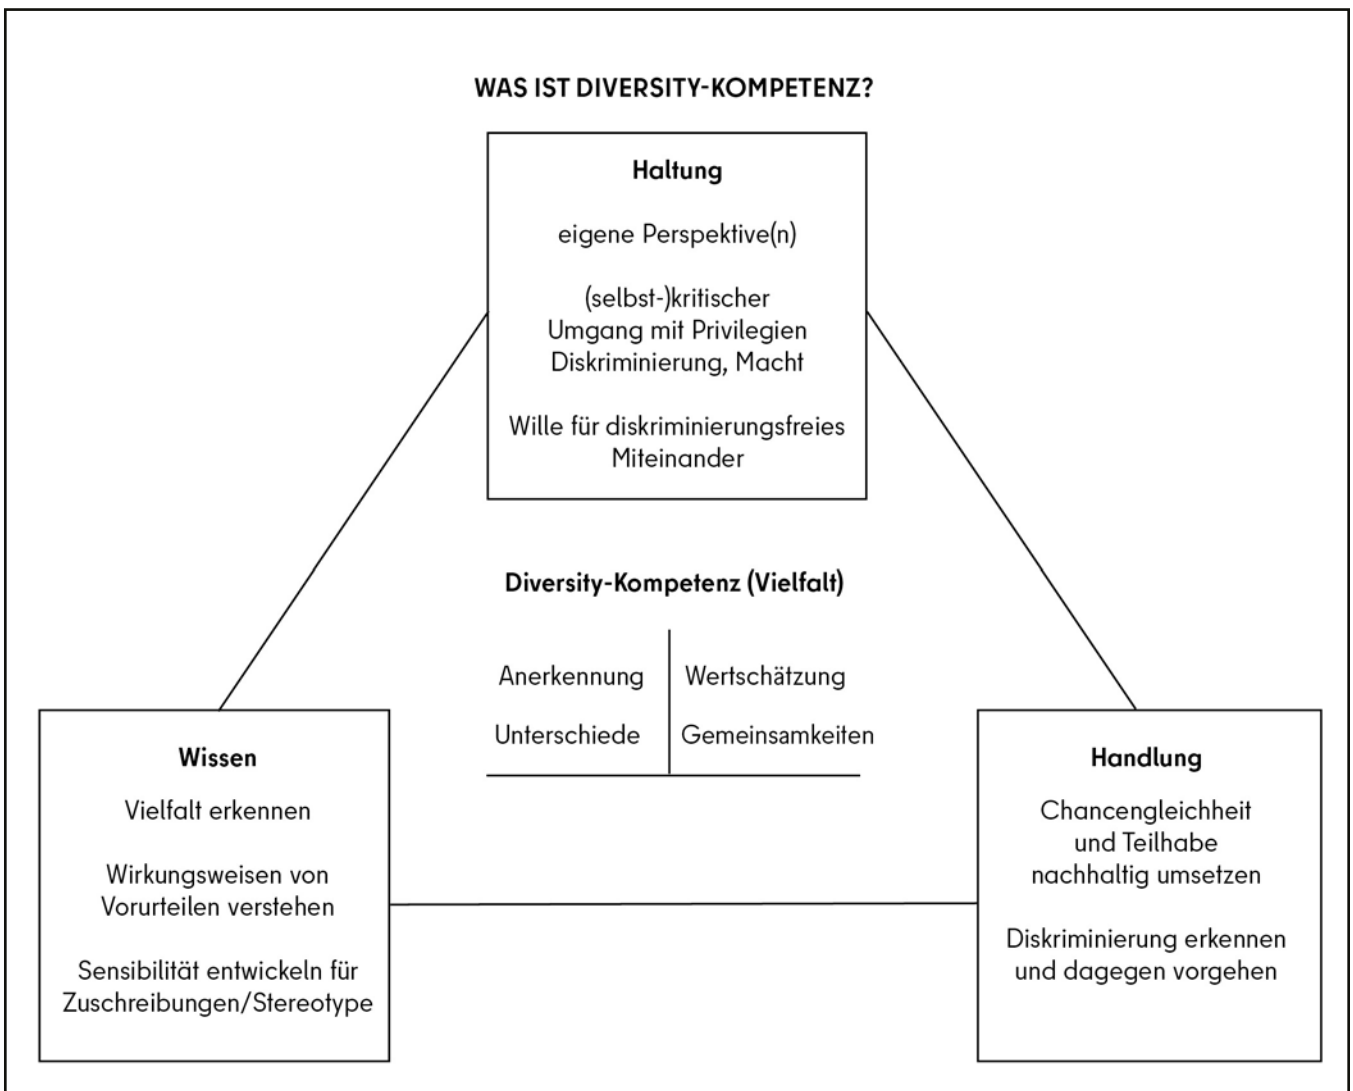 WAS IST DIVERSITY-KOMPETENZ?
Haltung
eigene Perspektive(n)
(selbst-)kritischer
Umgang mit Privilegien
Diskriminierung, Macht
Wille für diskriminierungsfreies
Miteinander
Diversity-Kompetenz (Vielfalt)
Anerkennung
Wertschätzung
Unterschiede
Gemeinsamkeiten
Wissen
Vielfalt erkennen
Wirkungsweisen von
Vorurteilen verstehen
Sensibilität entwickeln für
Zuschreibungen/Stereotype
Handlung
Chancengleichheit
und Teilhabe
nachhaltig umsetzen
Diskriminierung erkennen
und dagegen vorgehen